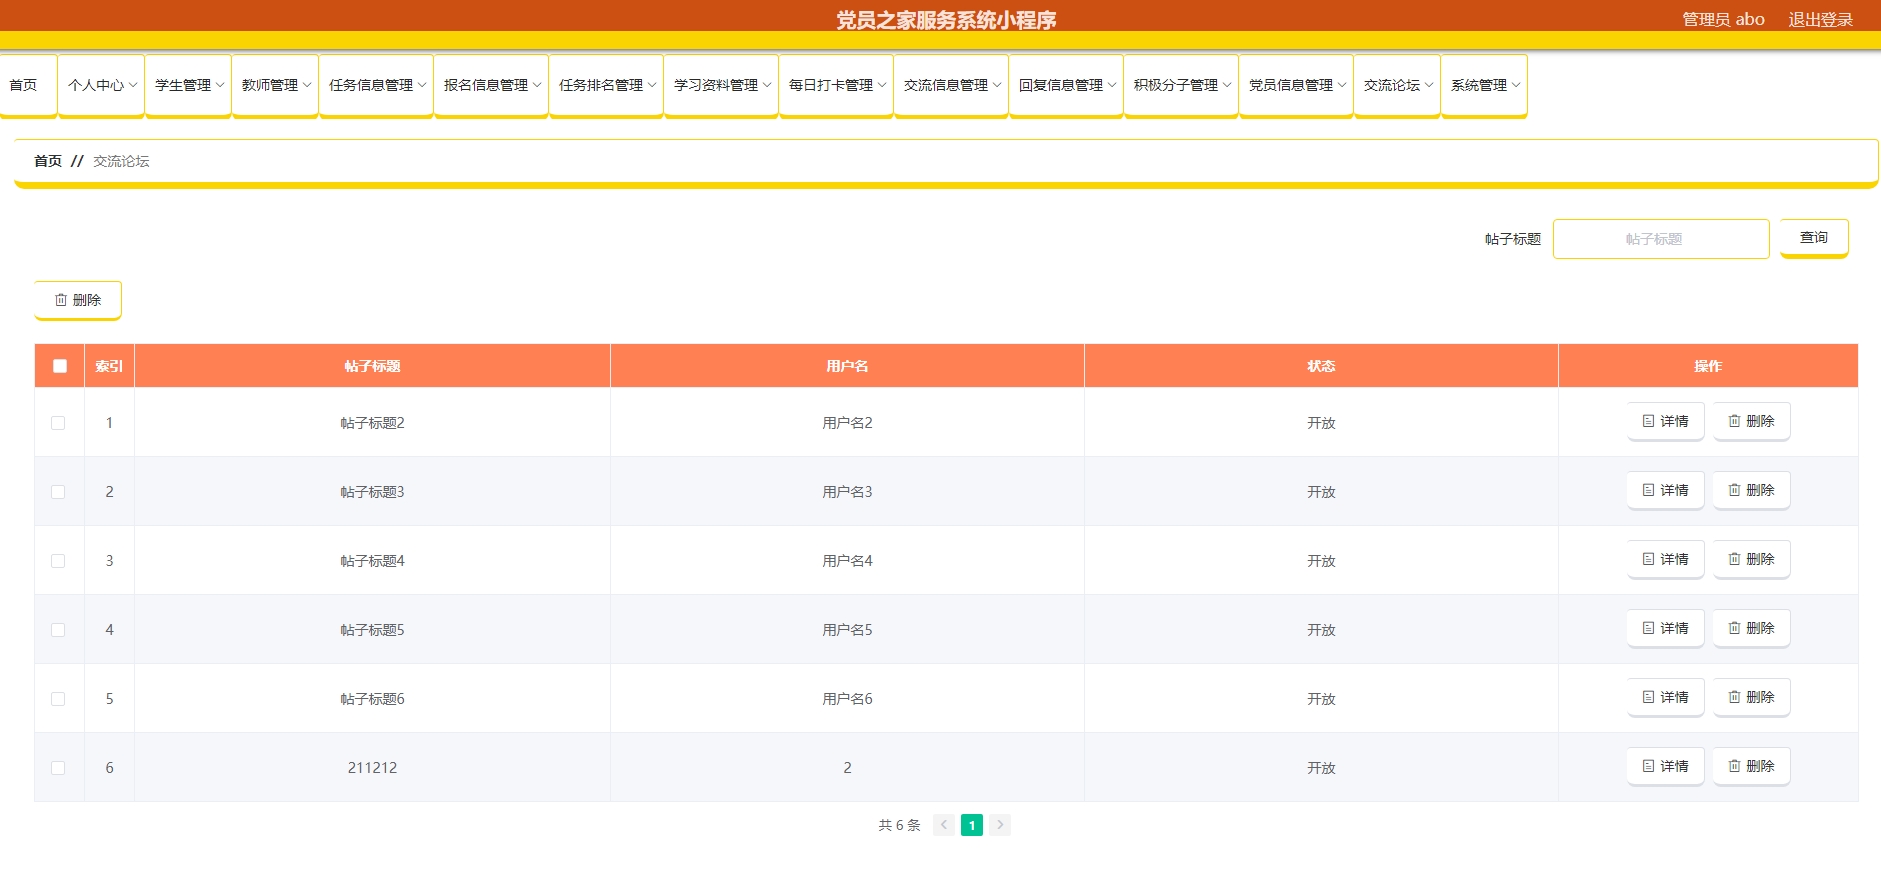 党员之家服务系统小程序
管理员 abo 退出登录
首页 个人中心 学生管理 教师管理 任务信息管理 报名信息管理 任务排名管理 学习资料管理 每日打卡管理 交流信息管理 回复信息管理 积极分子管理 党员信息管理 交流论坛 系统管理
首页 // 交流论坛
帖子标题 帖子标题 查询
删除
索引 帖子标题 用户名 状态 操作
1 帖子标题2 用户名2 开放 详情 删除
2 帖子标题3 用户名3 开放 详情 删除
3 帖子标题4 用户名4 开放 详情 删除
4 帖子标题5 用户名5 开放 详情 删除
5 帖子标题6 用户名6 开放 详情 删除
6 211212 2 开放 详情 删除
共 6 条 1